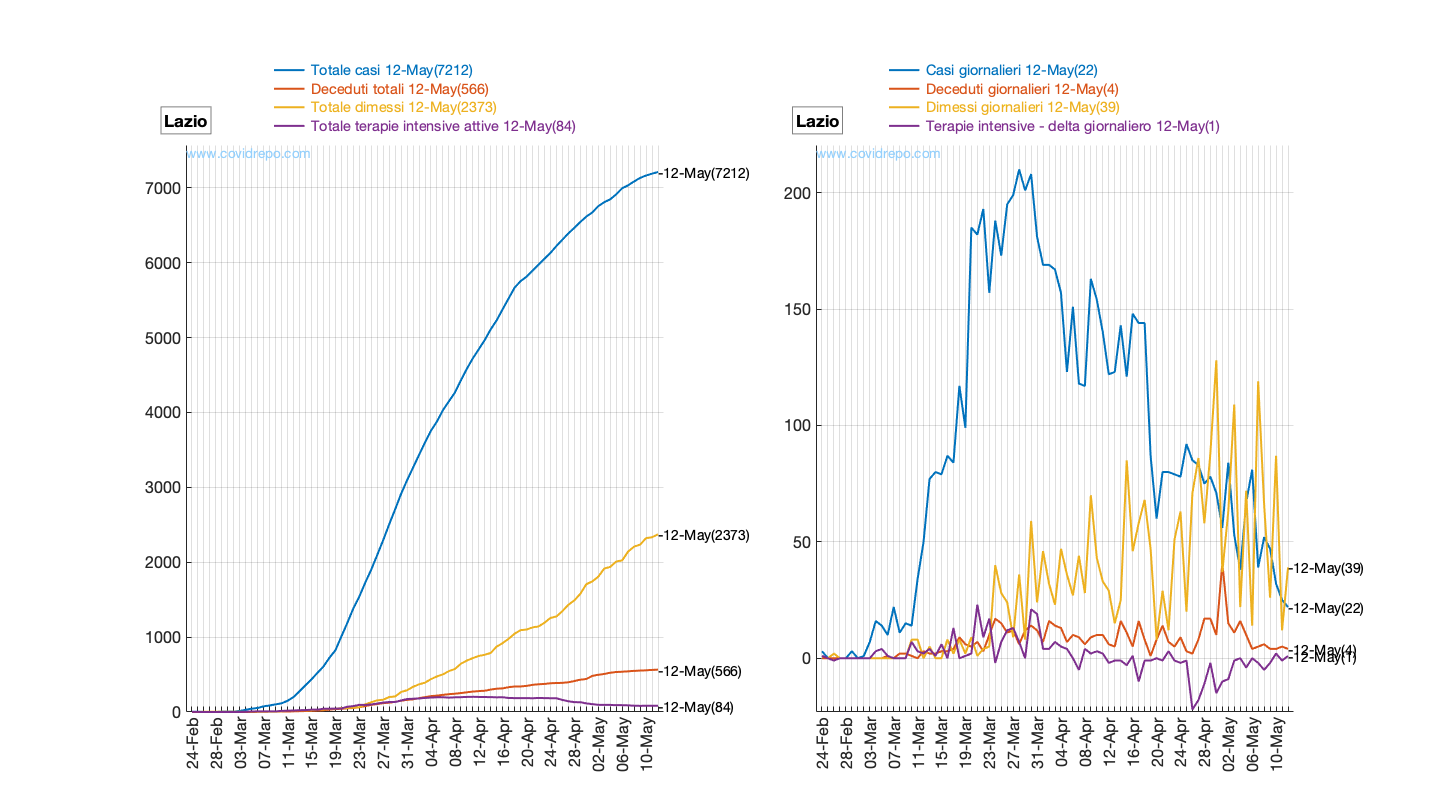 Totale casi 12-May(7212)
Deceduti totali 12-May(566)
Totale dimessi 12-May(2373)
Totale terapie intensive attive 12-May(84)
Lazio
www.covidrepo.com
7000
6000
5000
4000
3000
2000
1000
0
12-May(7212)
12-May(2373)
12-May(566)
12-May(84)
24-Feb
28-Feb
03-Mar
07-Mar
11-Mar
15-Mar
19-Mar
23-Mar
27-Mar
31-Mar
04-Apr
08-Apr
12-Apr
16-Apr
20-Apr
24-Apr
28-Apr
02-May
06-May
10-May
Casi giornalieri 12-May(22)
Deceduti giornalieri 12-May(4)
Dimessi giornalieri 12-May(39)
Terapie intensive - delta giornaliero 12-May(1)
Lazio
www.covidrepo.com
200
150
100
50
0
12-May(39)
12-May(22)
12-May(4)
12-May(1)
24-Feb
28-Feb
03-Mar
07-Mar
11-Mar
15-Mar
19-Mar
23-Mar
27-Mar
31-Mar
04-Apr
08-Apr
12-Apr
16-Apr
20-Apr
24-Apr
28-Apr
02-May
06-May
10-May